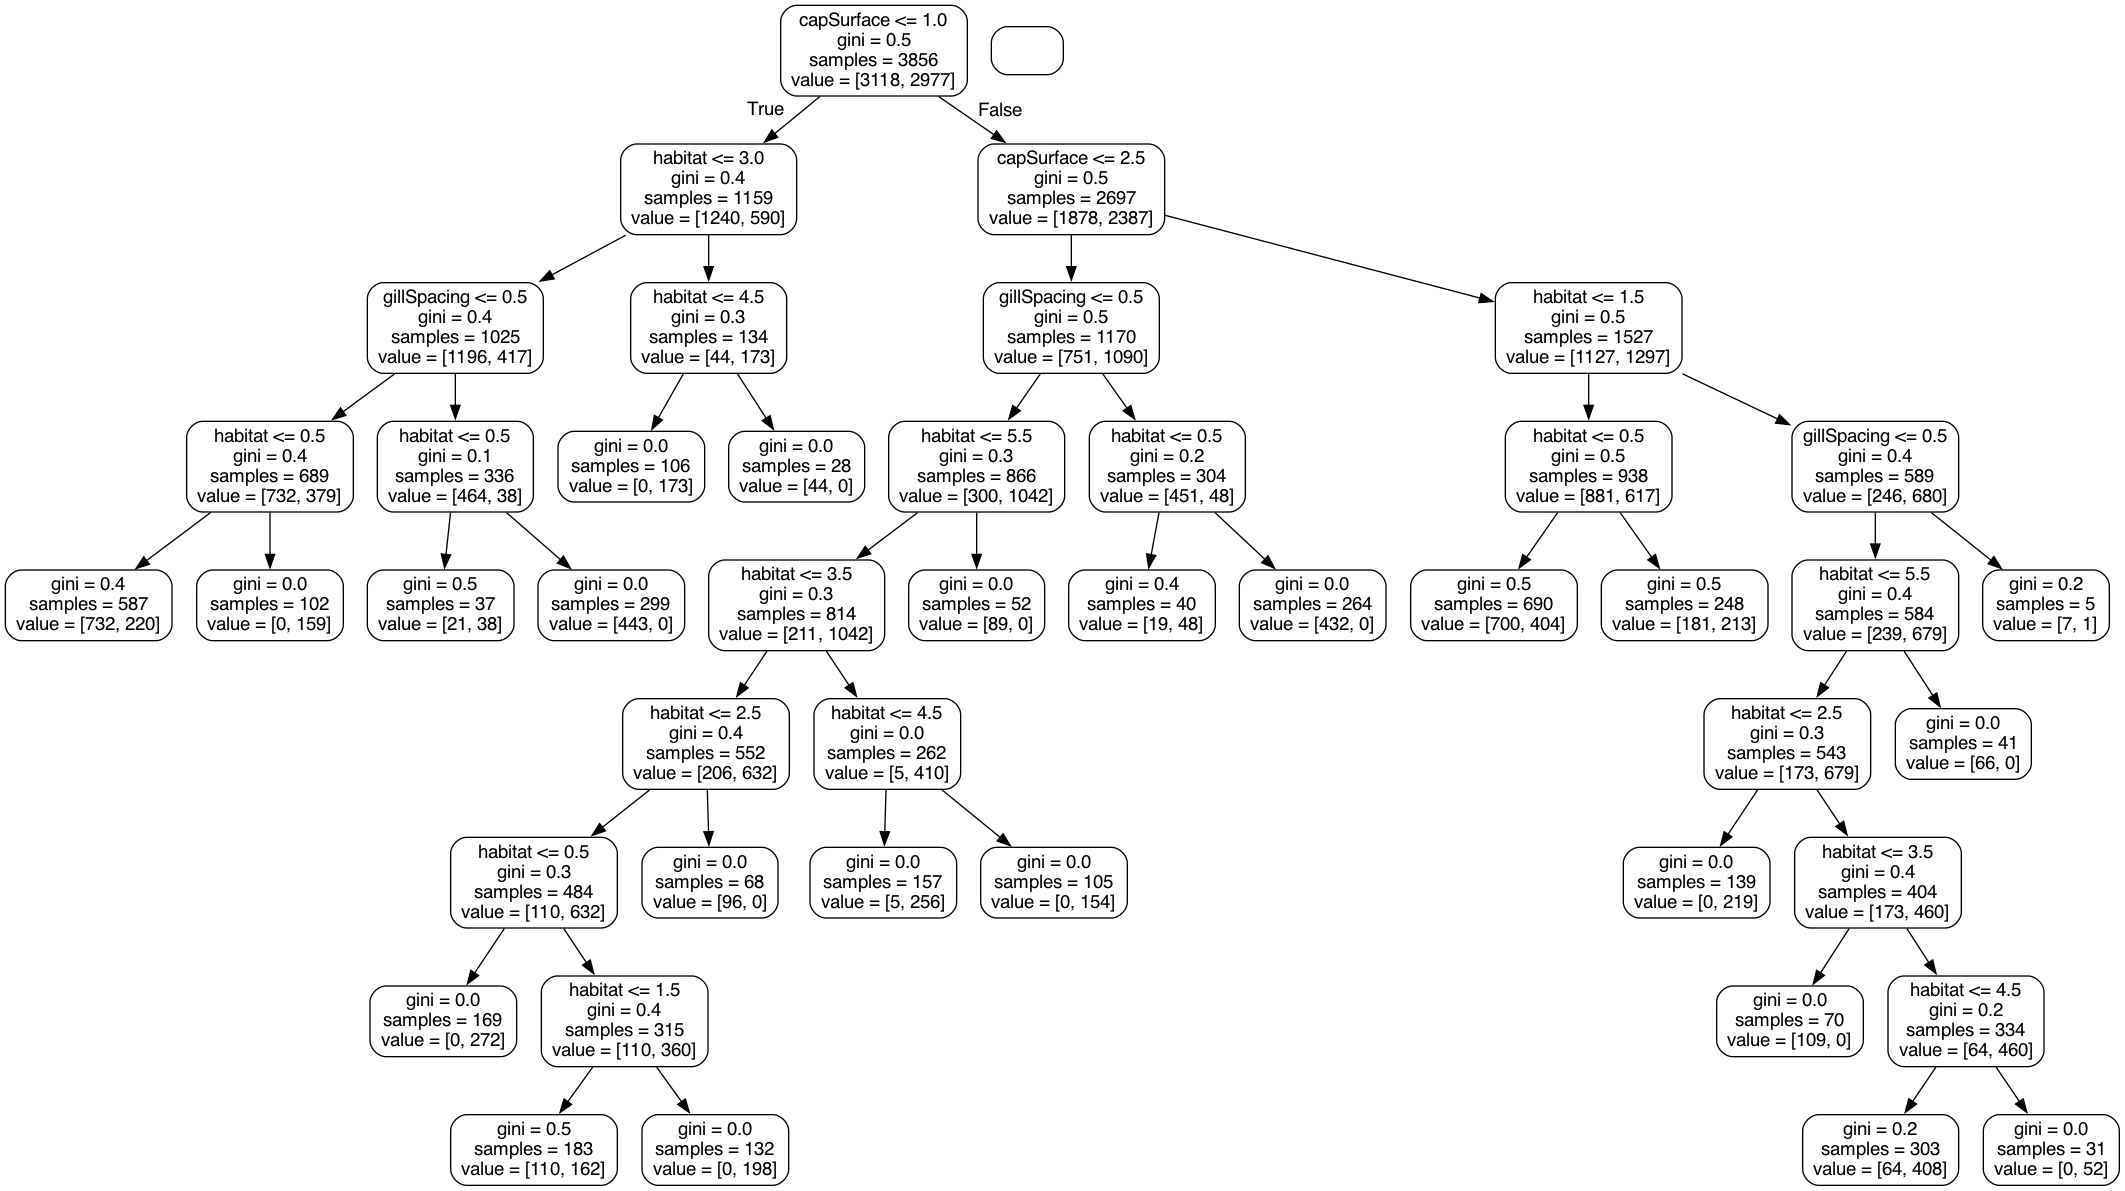 capSurface <= 1.0
gini = 0.5
samples = 3856
value = [3118, 2977]
True
False
habitat <= 3.0
gini = 0.4
samples = 1159
value = [1240, 590]
capSurface <= 2.5
gini = 0.5
samples = 2697
value = [1878, 2387]
gillSpacing <= 0.5
gini = 0.4
samples = 1025
value = [1196, 417]
habitat <= 4.5
gini = 0.3
samples = 134
value = [44, 173]
gillSpacing <= 0.5
gini = 0.5
samples = 1170
value = [751, 1090]
habitat <= 1.5
gini = 0.5
samples = 1527
value = [1127, 1297]
habitat <= 0.5
gini = 0.4
samples = 689
value = [732, 379]
habitat <= 0.5
gini = 0.1
samples = 336
value = [464, 38]
gini = 0.0
samples = 106
value = [0, 173]
gini = 0.0
samples = 28
value = [44, 0]
habitat <= 5.5
gini = 0.3
samples = 866
value = [300, 1042]
habitat <= 0.5
gini = 0.2
samples = 304
value = [451, 48]
habitat <= 0.5
gini = 0.5
samples = 938
value = [881, 617]
gillSpacing <= 0.5
gini = 0.4
samples = 589
value = [246, 680]
gini = 0.4
samples = 587
value = [732, 220]
gini = 0.0
samples = 102
value = [0, 159]
gini = 0.5
samples = 37
value = [21, 38]
gini = 0.0
samples = 299
value = [443, 0]
habitat <= 3.5
gini = 0.3
samples = 814
value = [211, 1042]
gini = 0.0
samples = 52
value = [89, 0]
gini = 0.4
samples = 40
value = [19, 48]
gini = 0.0
samples = 264
value = [432, 0]
gini = 0.5
samples = 690
value = [700, 404]
gini = 0.5
samples = 248
value = [181, 213]
habitat <= 5.5
gini = 0.4
samples = 584
value = [239, 679]
gini = 0.2
samples = 5
value = [7, 1]
habitat <= 2.5
gini = 0.4
samples = 552
value = [206, 632]
habitat <= 4.5
gini = 0.0
samples = 262
value = [5, 410]
habitat <= 2.5
gini = 0.3
samples = 543
value = [173, 679]
gini = 0.0
samples = 41
value = [66, 0]
habitat <= 0.5
gini = 0.3
samples = 484
value = [110, 632]
gini = 0.0
samples = 68
value = [96, 0]
gini = 0.0
samples = 157
value = [5, 256]
gini = 0.0
samples = 105
value = [0, 154]
gini = 0.0
samples = 139
value = [0, 219]
habitat <= 3.5
gini = 0.4
samples = 404
value = [173, 460]
gini = 0.0
samples = 169
value = [0, 272]
habitat <= 1.5
gini = 0.4
samples = 315
value = [110, 360]
gini = 0.0
samples = 70
value = [109, 0]
habitat <= 4.5
gini = 0.2
samples = 334
value = [64, 460]
gini = 0.5
samples = 183
value = [110, 162]
gini = 0.0
samples = 132
value = [0, 198]
gini = 0.2
samples = 303
value = [64, 408]
gini = 0.0
samples = 31
value = [0, 52]